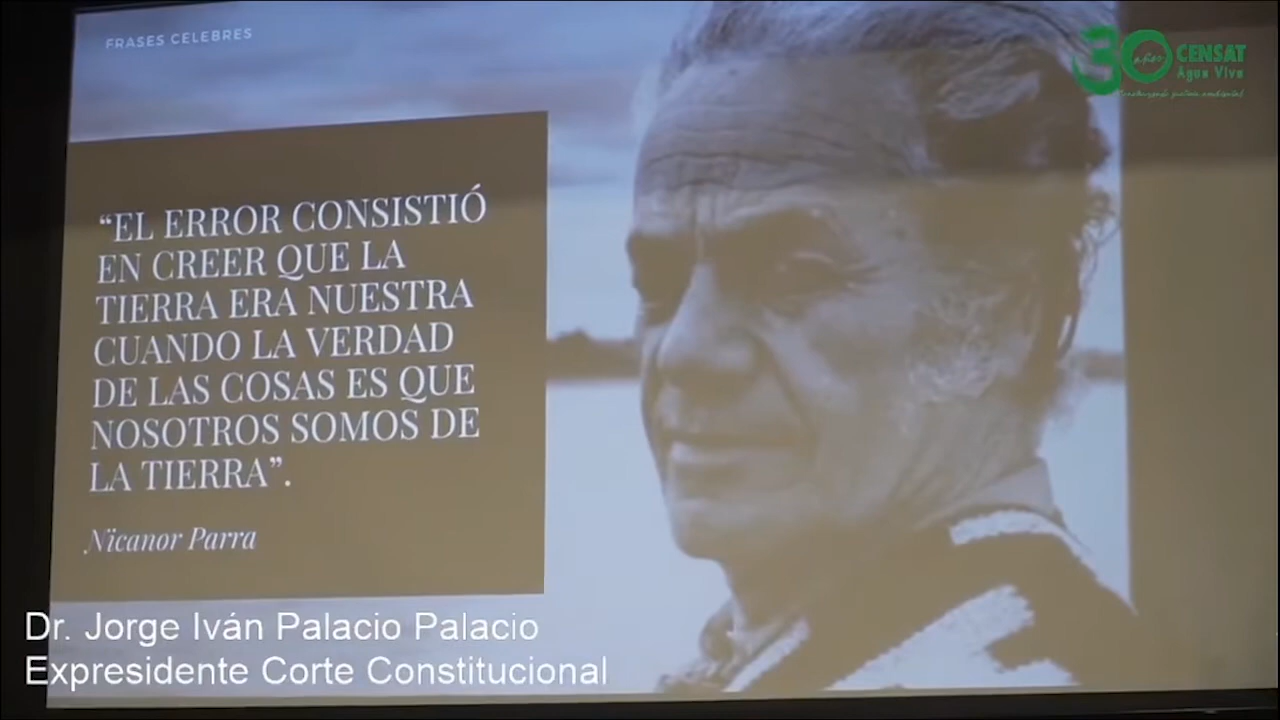 FRASES CELEBRES
30 años CENSAT
Agua Viva
“EL ERROR CONSISTIÓ
EN CREER QUE LA
TIERRA ERA NUESTRA
CUANDO LA VERDAD
DE LAS COSAS ES QUE
NOSOTROS SOMOS DE
LA TIERRA”.
Nicanor Parra
Dr. Jorge Iván Palacio Palacio
Expresidente Corte Constitucional